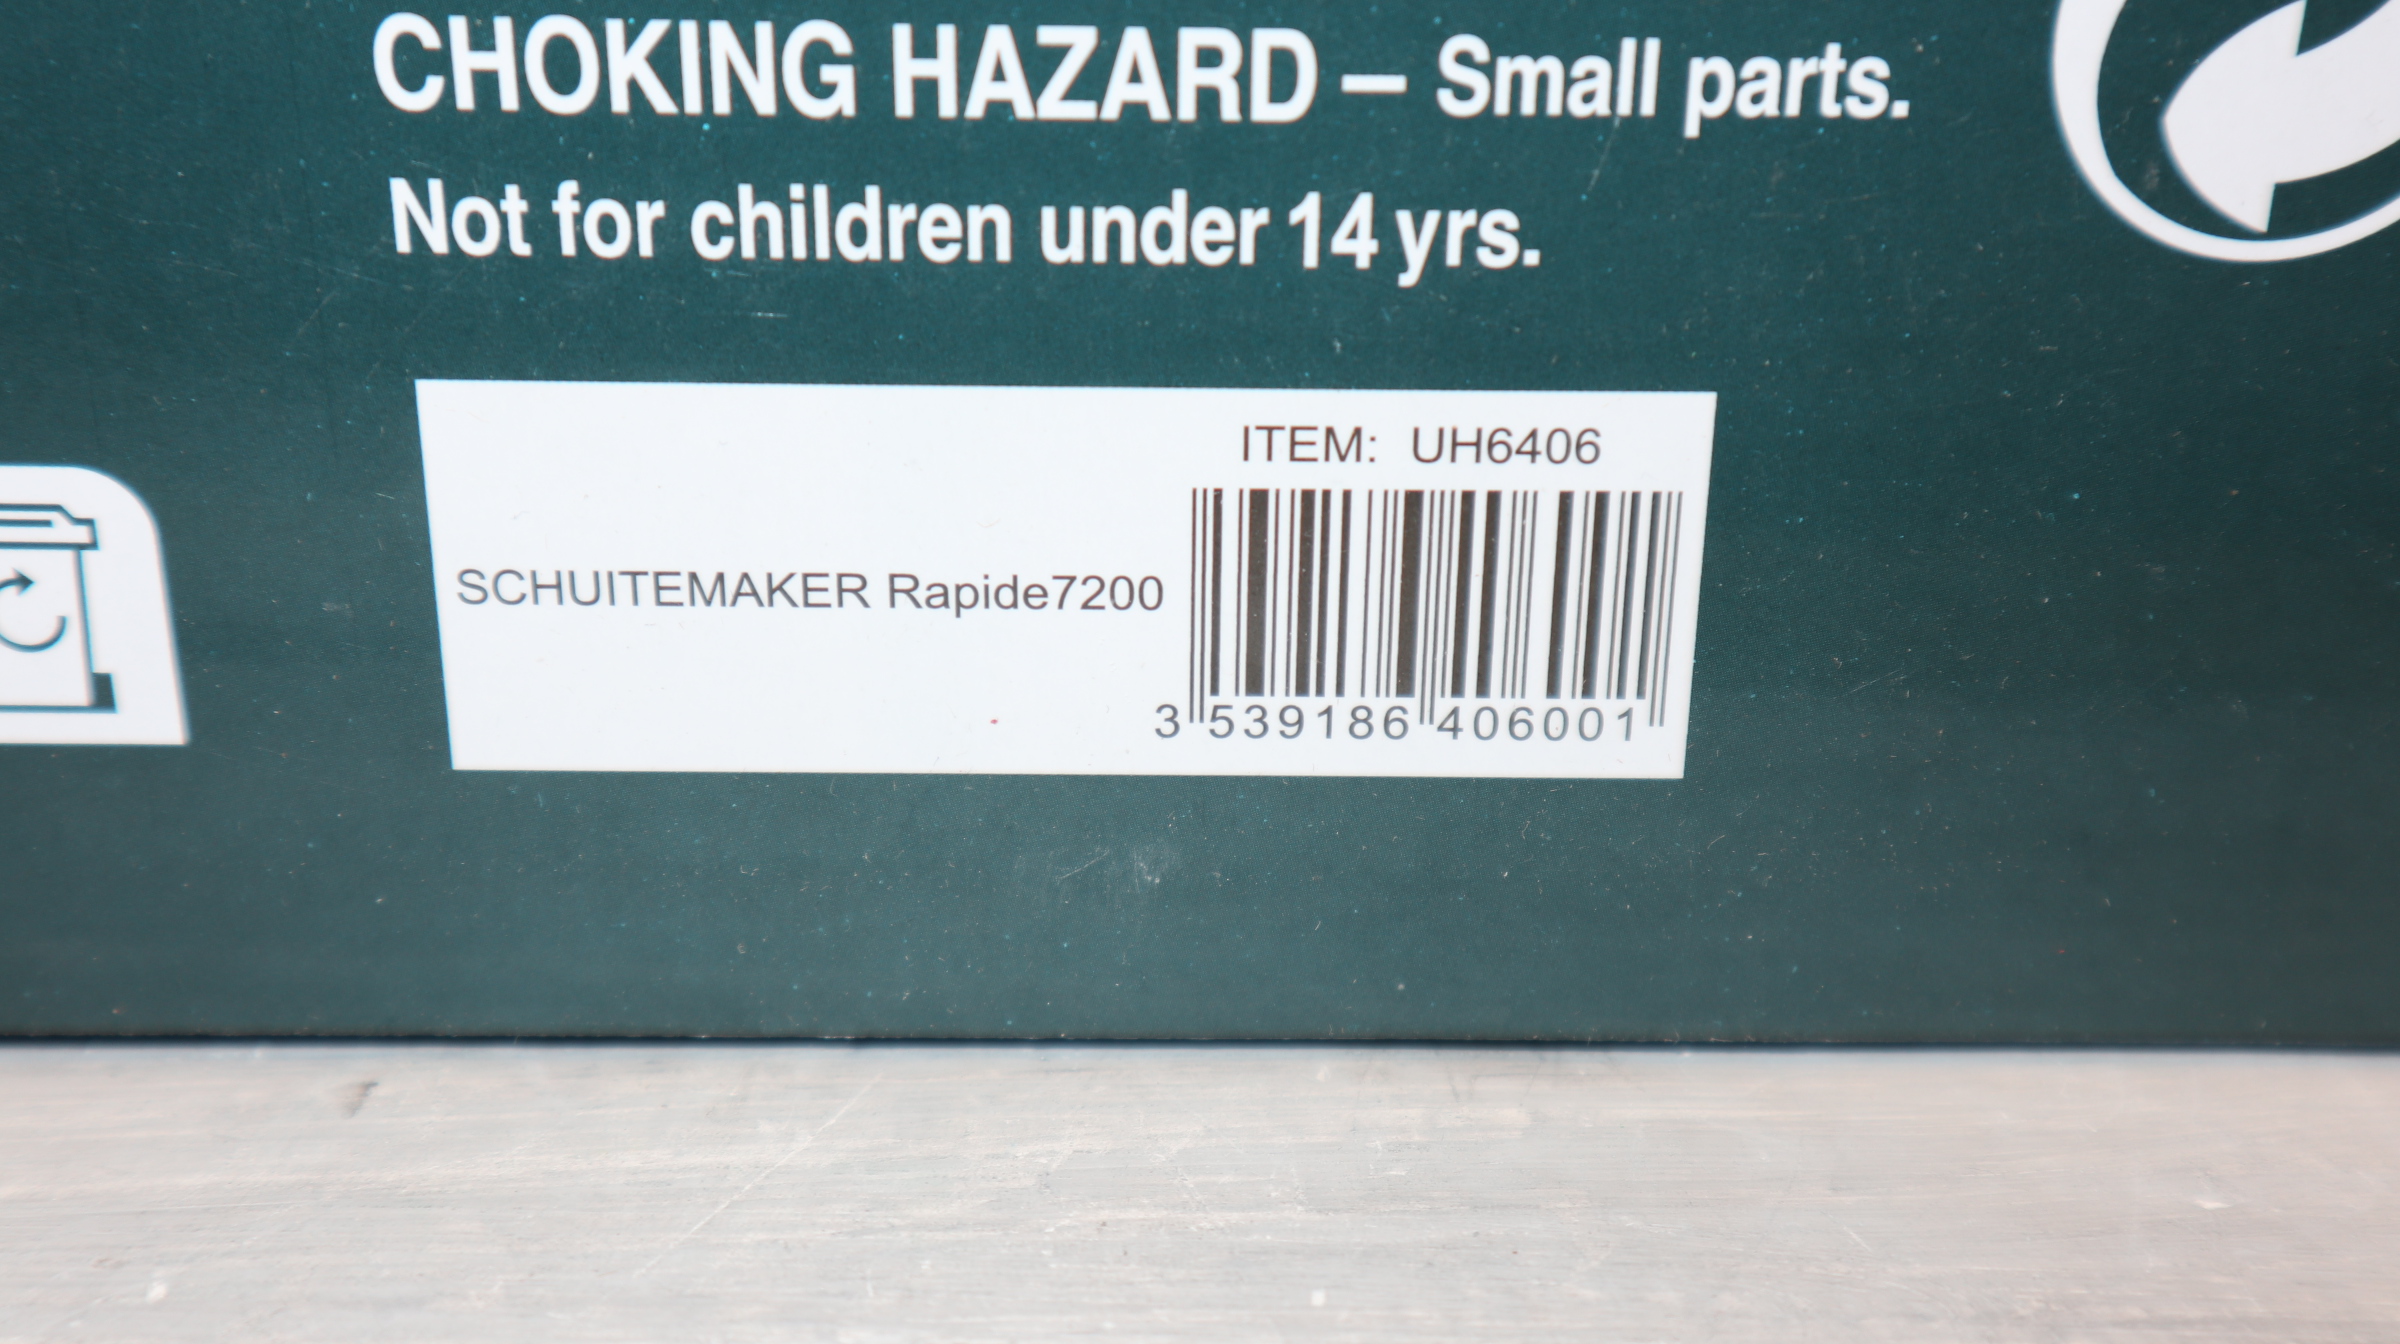 CHOKING HAZARD – Small parts.
Not for children under 14 yrs.
ITEM: UH6406
SCHUITEMAKER Rapide7200
3 539186 406001